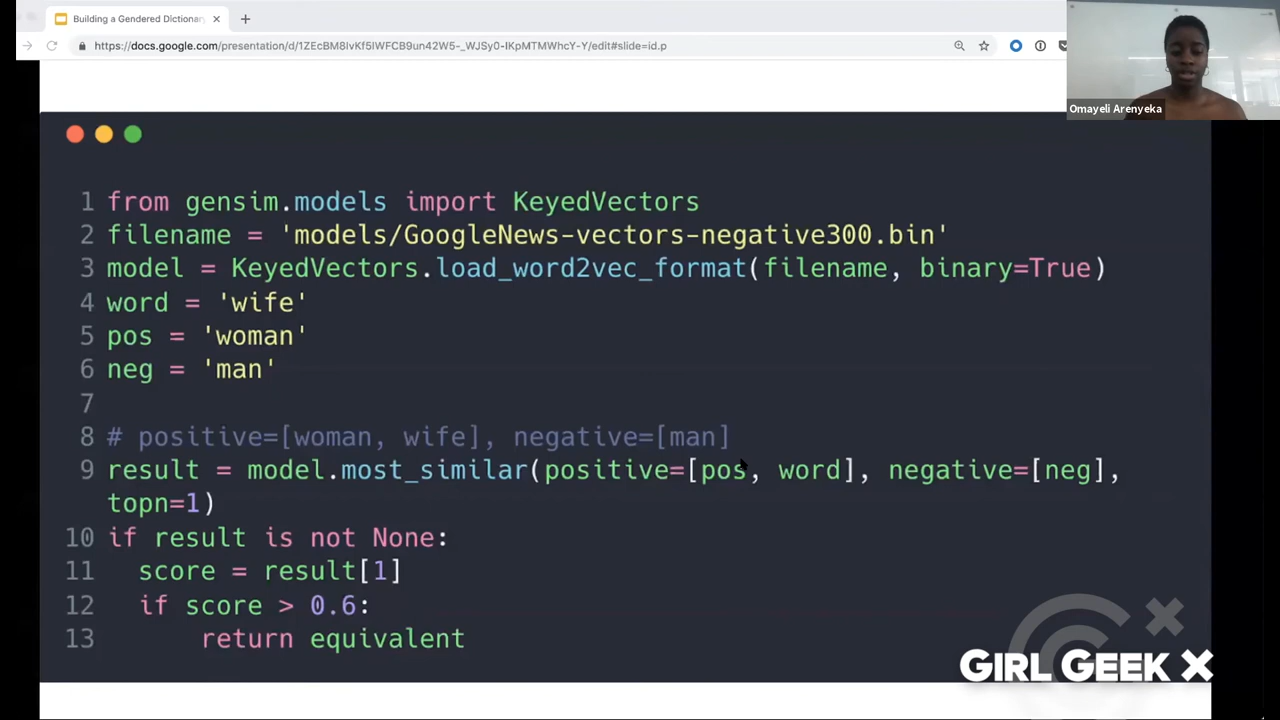 Building a Gendered Dictionary
https://docs.google.com/presentation/d/1ZEcBM8IvKf5IWFCB9un42W5-_WJSy0-IKpMTMWhcY-Y/edit#slide=id.p
Omayeli Arenyeka
1 from gensim.models import KeyedVectors
2 filename = 'models/GoogleNews-vectors-negative300.bin'
3 model = KeyedVectors.load_word2vec_format(filename, binary=True)
4 word = 'wife'
5 pos = 'woman'
6 neg = 'man'
7
8 # positive=[woman, wife], negative=[man]
9 result = model.most_similar(positive=[pos, word], negative=[neg],
topn=1)
10 if result is not None:
11 score = result[1]
12 if score > 0.6:
13 return equivalent
GIRL GEEK X